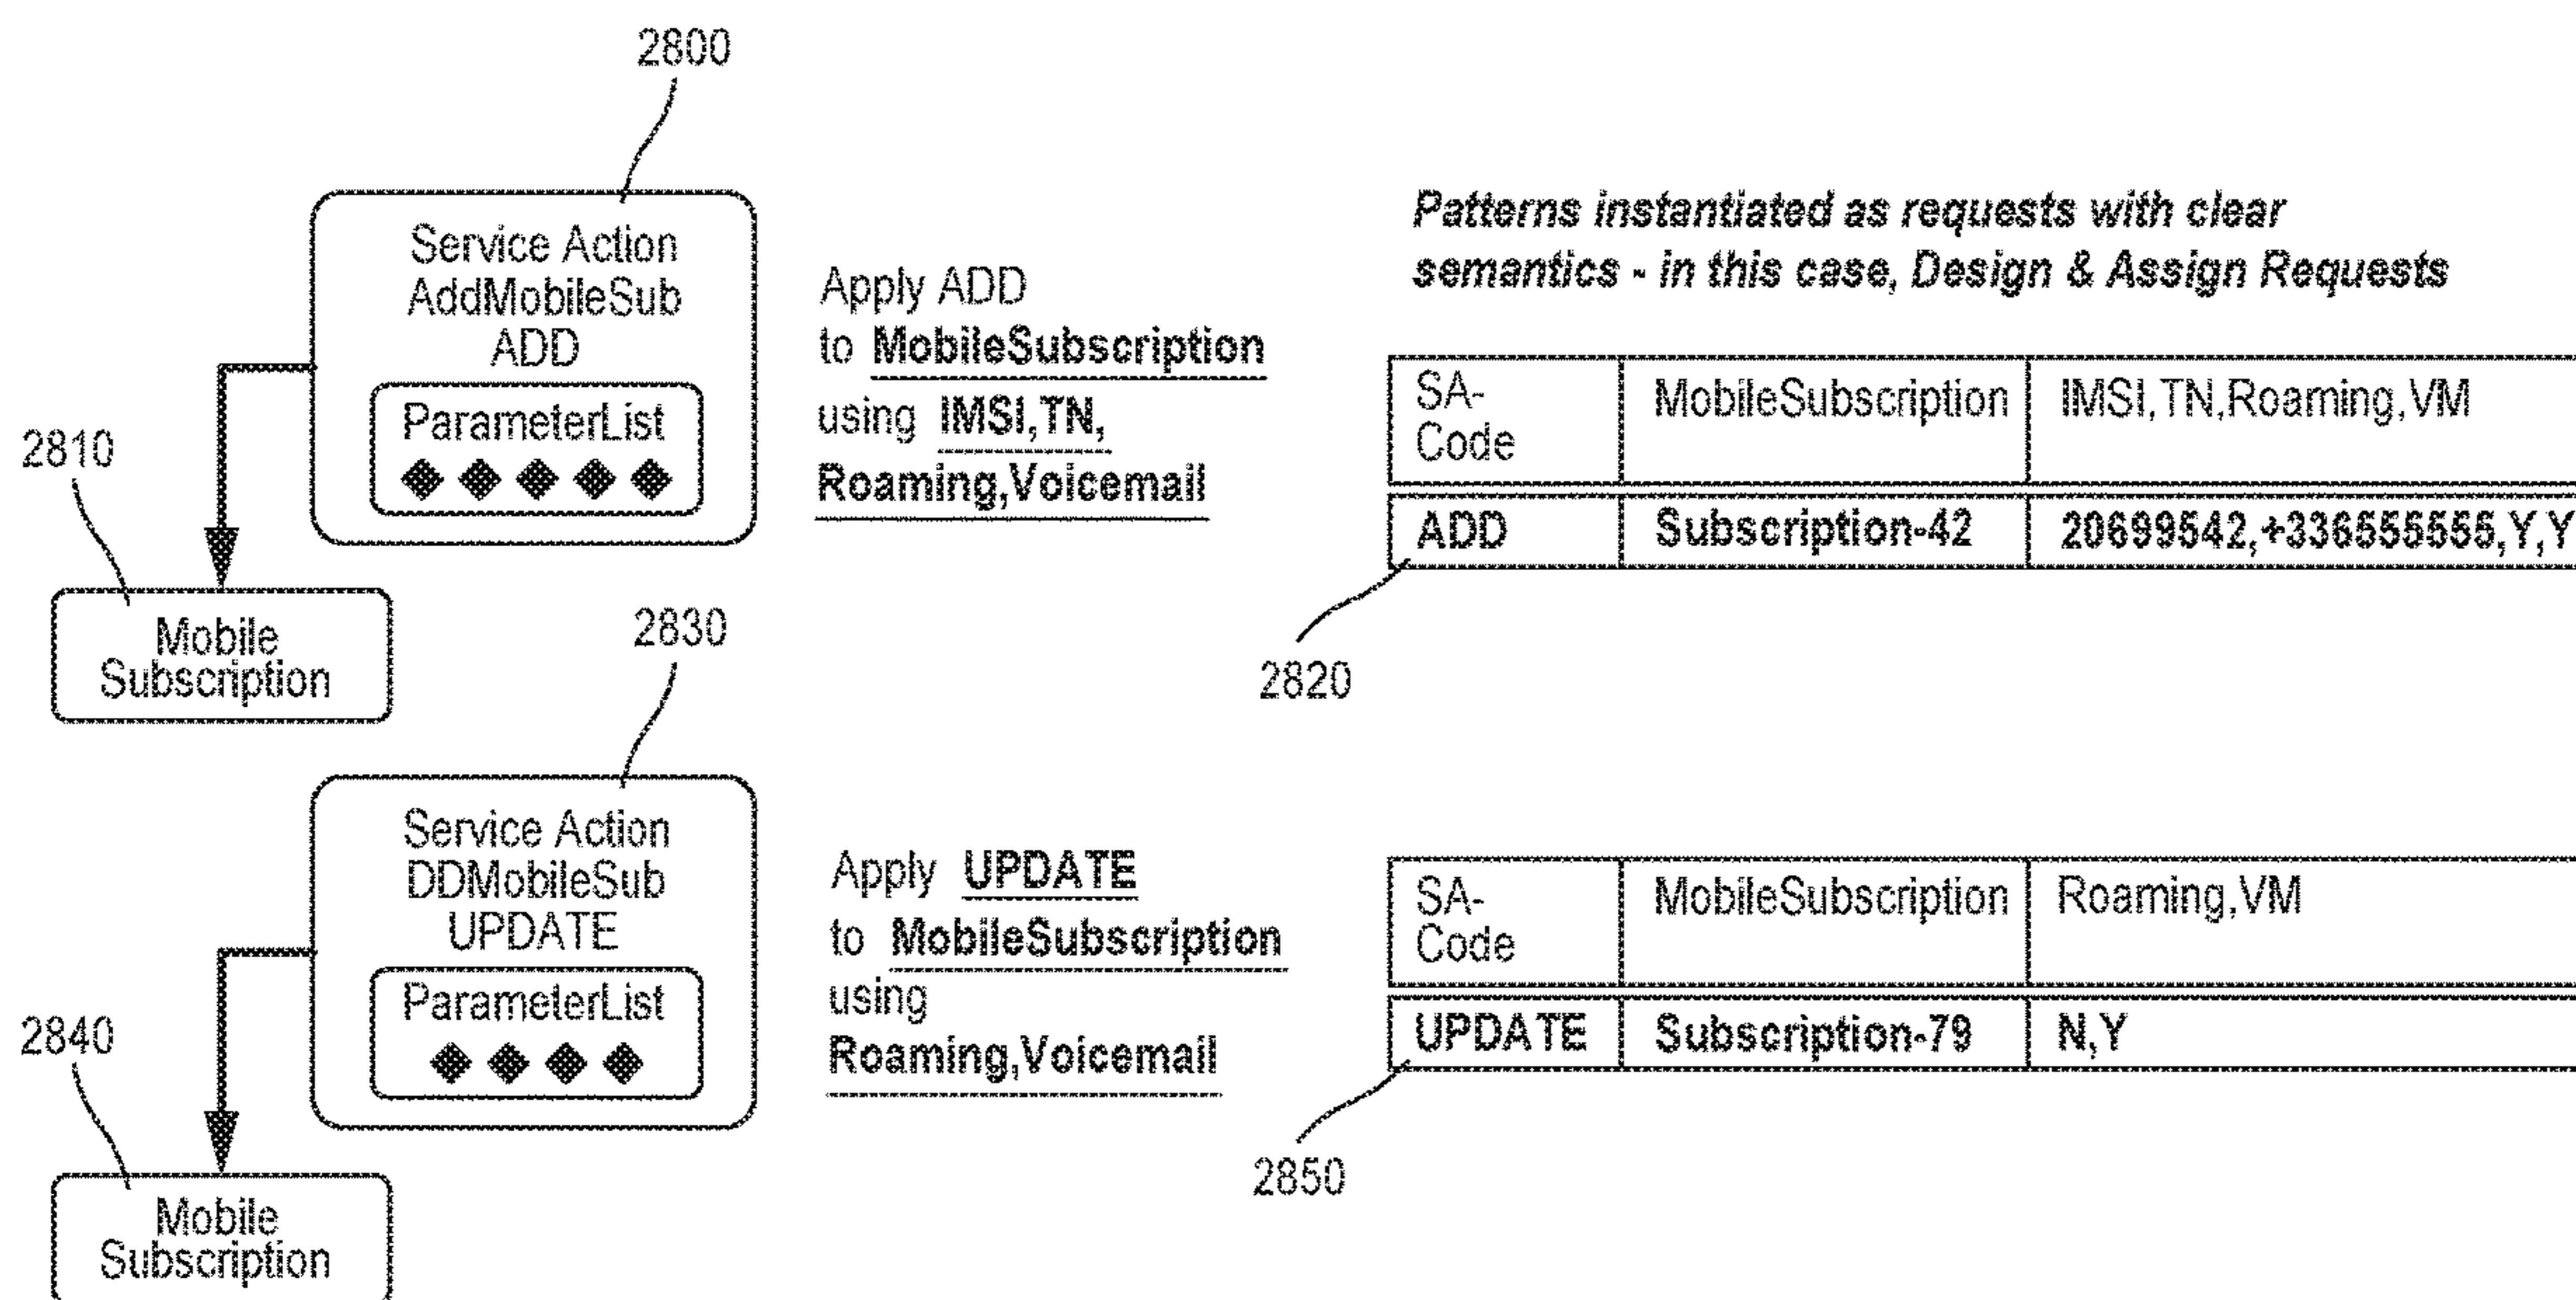 2800
Service Action
AddMobileSub
ADD
ParameterList
2810
Mobile
Subscription
Apply ADD
to MobileSubscription
using IMSI,TN,
Roaming,Voicemail
Patterns instantiated as requests with clear
semantics - in this case, Design & Assign Requests
SA-
Code
MobileSubscription
IMSI,TN,Roaming,VM
ADD
Subscription-42
20699542,+336555555,Y,Y
2820
2830
Service Action
DDMobileSub
UPDATE
ParameterList
2840
Mobile
Subscription
Apply UPDATE
to MobileSubscription
using
Roaming,Voicemail
SA-
Code
MobileSubscription
Roaming,VM
UPDATE
Subscription-79
N,Y
2850